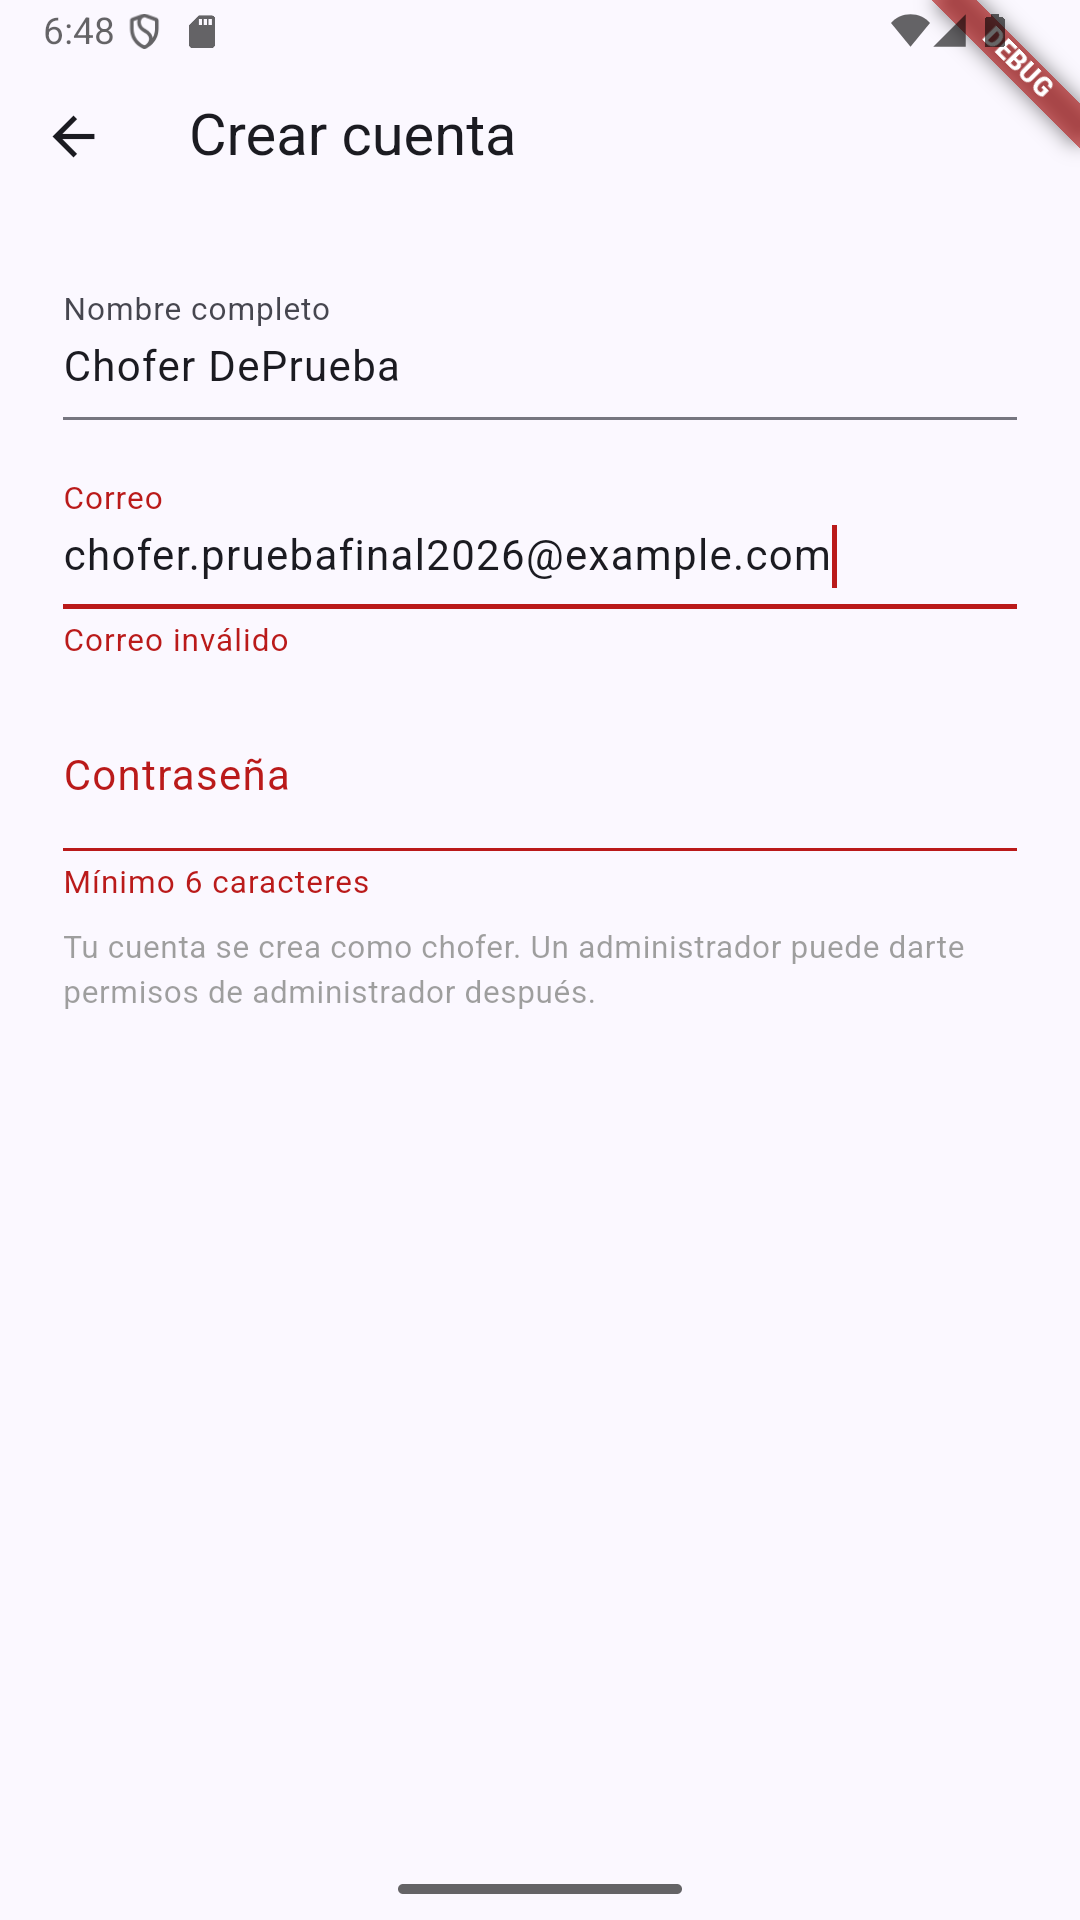 6:48
DEBUG
Crear cuenta
Nombre completo
Chofer DePrueba
Correo
chofer.pruebafinal2026@example.com
Correo inválido
Contraseña
Mínimo 6 caracteres
Tu cuenta se crea como chofer. Un administrador puede darte
permisos de administrador después.